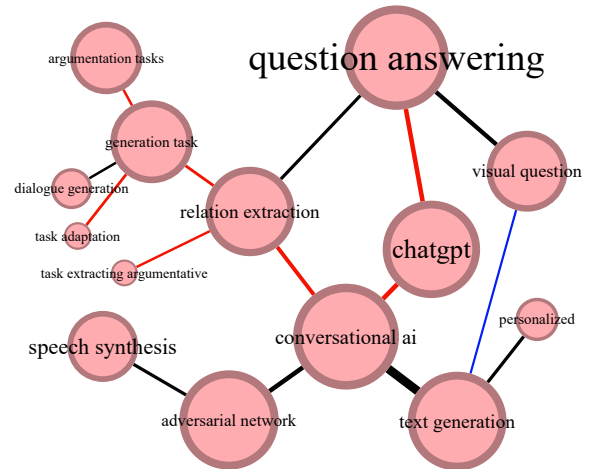 argumentation tasks
question answering
generation task
visual question
dialogue generation
relation extraction
task adaptation
chatgpt
task extracting argumentative
personalized
conversational ai
speech synthesis
adversarial network
text generation